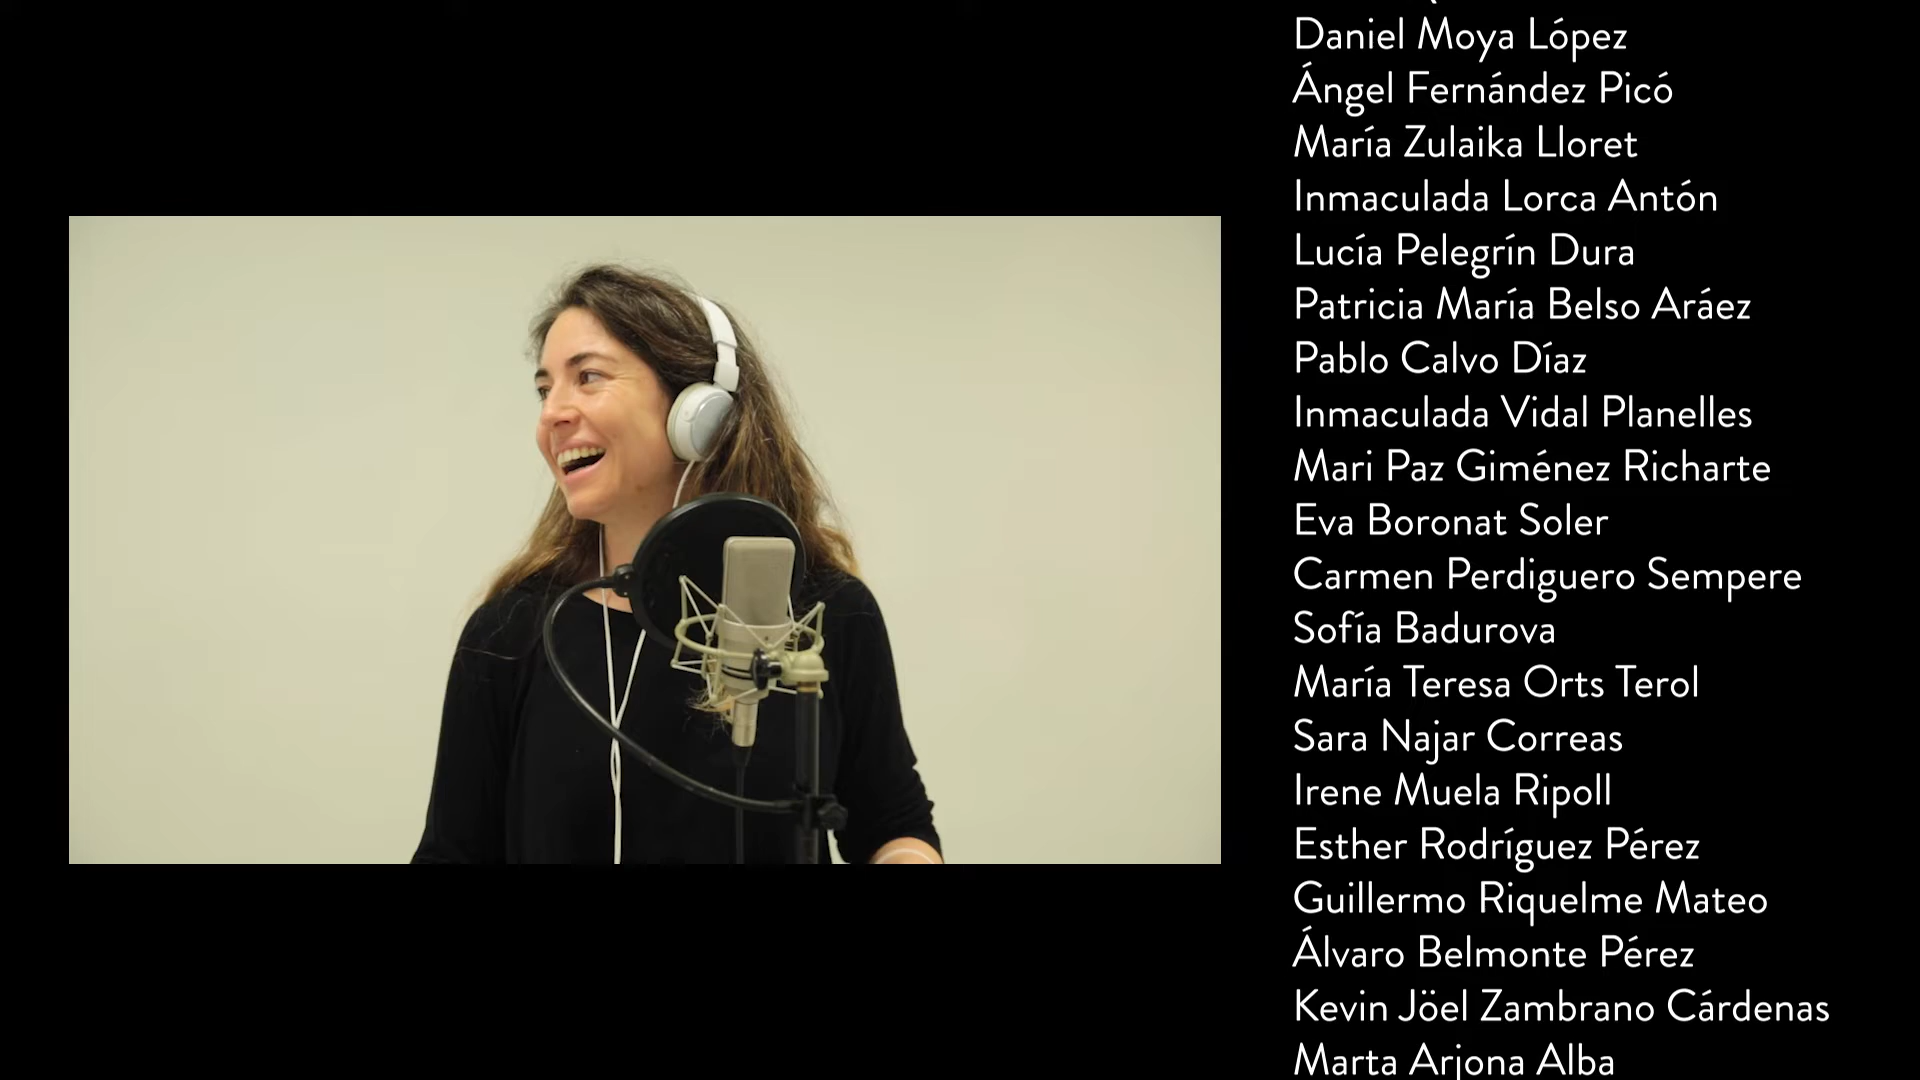 Daniel Moya López
Ángel Fernández Picó
María Zulaika Lloret
Inmaculada Lorca Antón
Lucía Pelegrín Dura
Patricia María Belso Aráez
Pablo Calvo Díaz
Inmaculada Vidal Planelles
Mari Paz Giménez Richarte
Eva Boronat Soler
Carmen Perdiguero Sempere
Sofía Badurova
María Teresa Orts Terol
Sara Najar Correas
Irene Muela Ripoll
Esther Rodríguez Pérez
Guillermo Riquelme Mateo
Álvaro Belmonte Pérez
Kevin Jöel Zambrano Cárdenas
Marta Arjona Alba